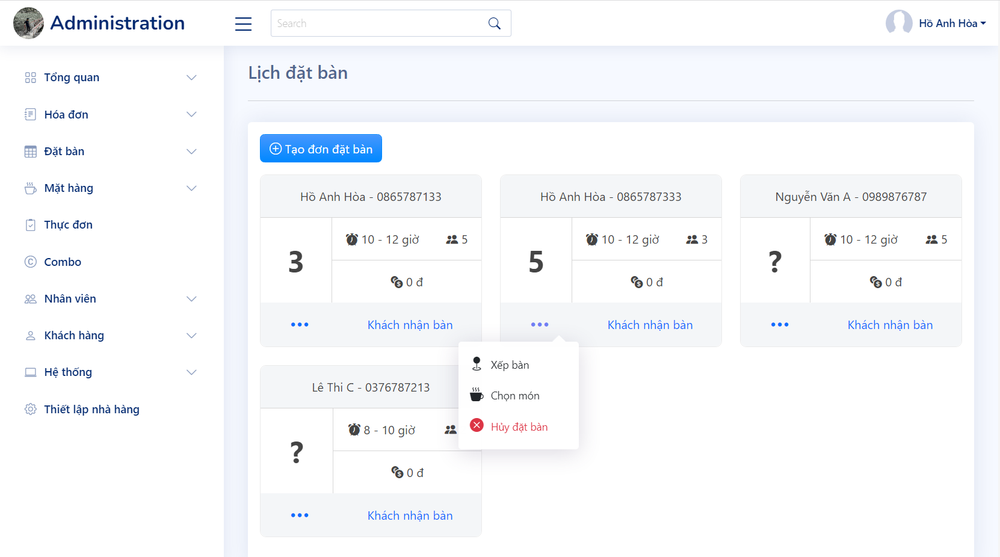 Administration
Search
Hồ Anh Hòa
Tổng quan
Hóa đơn
Đặt bàn
Mặt hàng
Thực đơn
Combo
Nhân viên
Khách hàng
Hệ thống
Thiết lập nhà hàng
Lịch đặt bàn
Tạo đơn đặt bàn
Hồ Anh Hòa - 0865787133
3
10 - 12 giờ
5
0 đ
Khách nhận bàn
Hồ Anh Hòa - 0865787333
5
10 - 12 giờ
3
0 đ
Khách nhận bàn
Nguyễn Văn A - 0989876787
?
10 - 12 giờ
5
0 đ
Khách nhận bàn
Xếp bàn
Chọn món
Hủy đặt bàn
Lê Thi C - 0376787213
?
8 - 10 giờ
0 đ
Khách nhận bàn